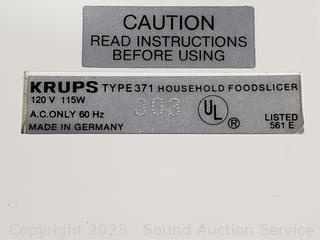 CAUTION
READ INSTRUCTIONS
BEFORE USING
KRUPS TYPE 371 HOUSEHOLD FOODSLICER
120 V 115W 003 UL ®
A.C. ONLY 60 Hz LISTED
MADE IN GERMANY 561 E
Copyright 2025 - Sound Auction Service